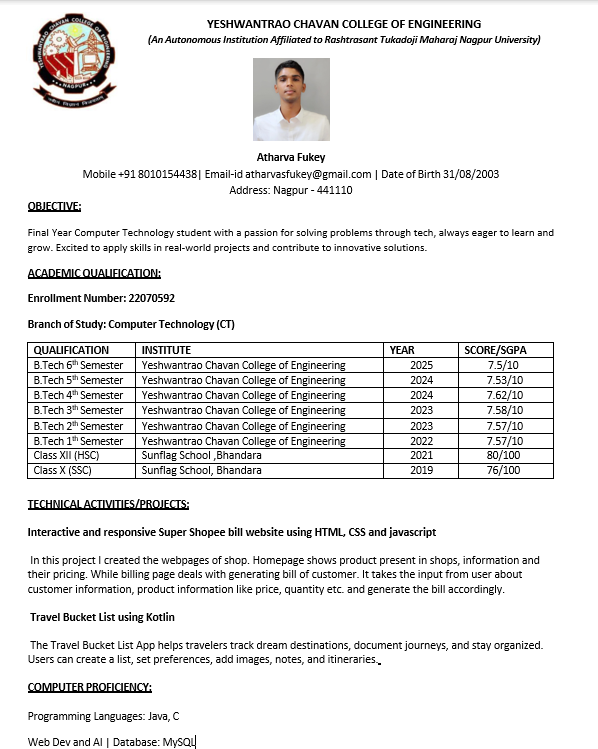 YESHWANTRAO CHAVAN COLLEGE OF ENGINEERING
(An Autonomous Institution Affiliated to Rashtrasant Tukadoji Maharaj Nagpur University)
YESHWANTRAO CHAVAN COLLEGE OF ENGINEERING
NAGPUR
Atharva Fukey
Mobile +91 8010154438| Email-id atharvasfukey@gmail.com | Date of Birth 31/08/2003
Address: Nagpur - 441110
OBJECTIVE:
Final Year Computer Technology student with a passion for solving problems through tech, always eager to learn and
grow. Excited to apply skills in real-world projects and contribute to innovative solutions.
ACADEMIC QUALIFICATION:
Enrollment Number: 22070592
Branch of Study: Computer Technology (CT)
QUALIFICATION INSTITUTE YEAR SCORE/SGPA
B.Tech 6th Semester Yeshwantrao Chavan College of Engineering 2025 7.5/10
B.Tech 5th Semester Yeshwantrao Chavan College of Engineering 2024 7.53/10
B.Tech 4th Semester Yeshwantrao Chavan College of Engineering 2024 7.62/10
B.Tech 3th Semester Yeshwantrao Chavan College of Engineering 2023 7.58/10
B.Tech 2th Semester Yeshwantrao Chavan College of Engineering 2023 7.57/10
B.Tech 1th Semester Yeshwantrao Chavan College of Engineering 2022 7.57/10
Class XII (HSC) Sunflag School ,Bhandara 2021 80/100
Class X (SSC) Sunflag School, Bhandara 2019 76/100
TECHNICAL ACTIVITIES/PROJECTS:
Interactive and responsive Super Shopee bill website using HTML, CSS and javascript
In this project I created the webpages of shop. Homepage shows product present in shops, information and
their pricing. While billing page deals with generating bill of customer. It takes the input from user about
customer information, product information like price, quantity etc. and generate the bill accordingly.
Travel Bucket List using Kotlin
The Travel Bucket List App helps travelers track dream destinations, document journeys, and stay organized.
Users can create a list, set preferences, add images, notes, and itineraries.
COMPUTER PROFICIENCY:
Programming Languages: Java, C
Web Dev and AI | Database: MySQL